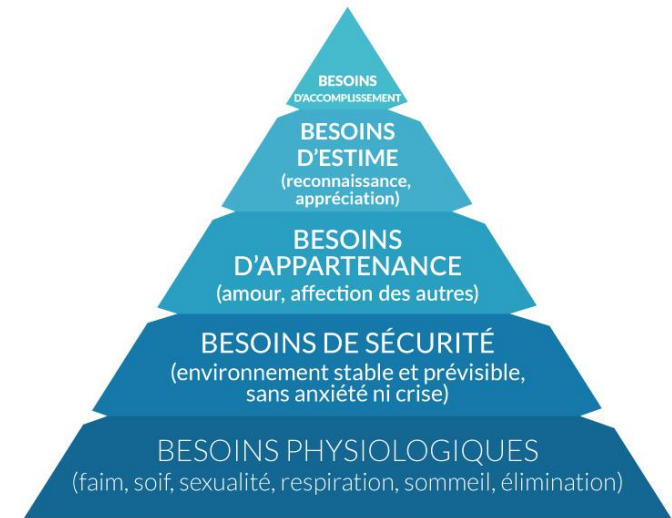 BESOINS
D'ACCOMPLISSEMENT
BESOINS
D'ESTIME
(reconnaissance,
appréciation)
BESOINS
D'APPARTENANCE
(amour, affection des autres)
BESOINS DE SÉCURITÉ
(environnement stable et prévisible,
sans anxiété ni crise)
BESOINS PHYSIOLOGIQUES
(faim, soif, sexualité, respiration, sommeil, élimination)